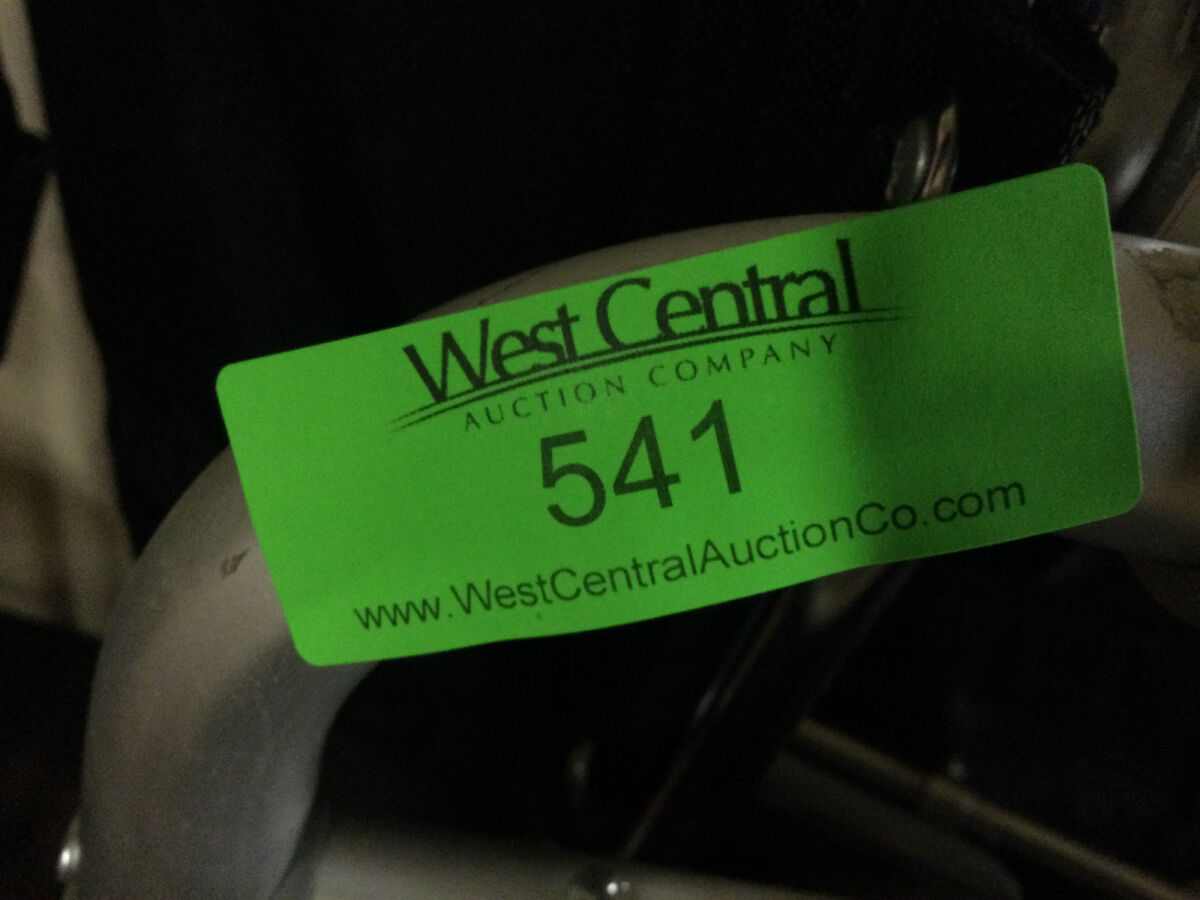 West Central
AUCTION COMPANY
541
www.WestCentralAuctionCo.com